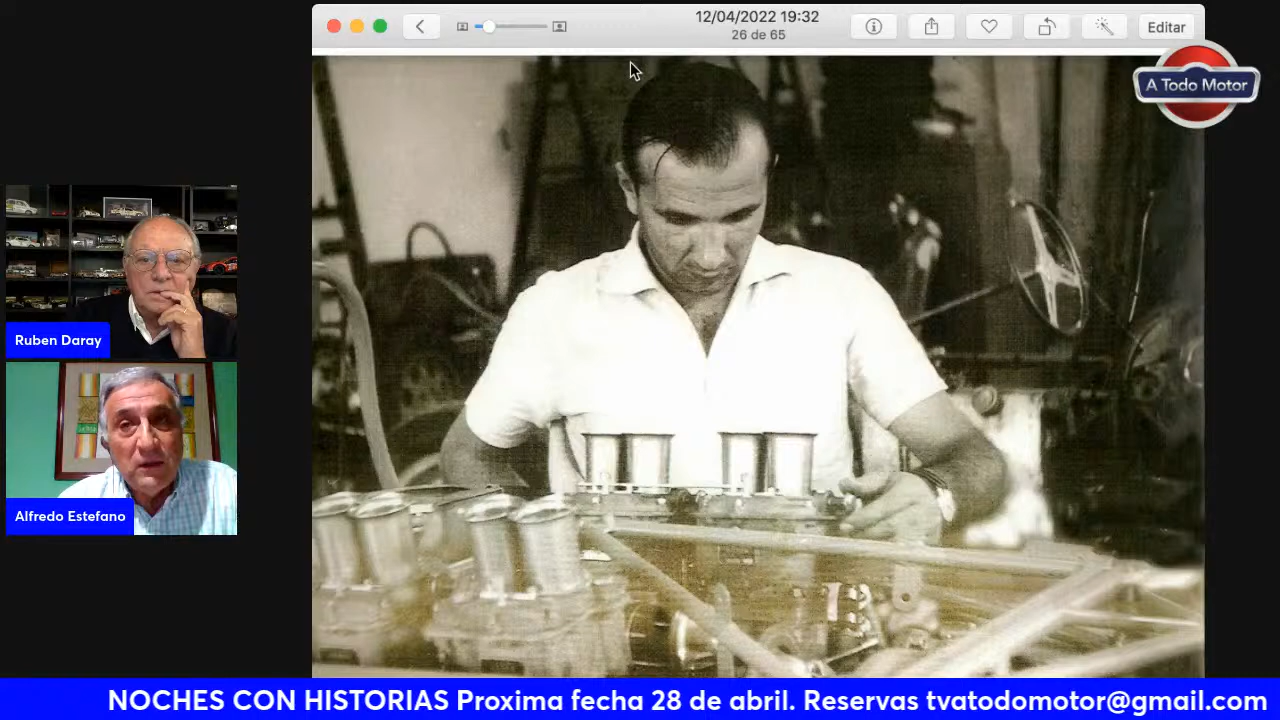 12/04/2022 19:32
26 de 65
Editar
A Todo Motor
Ruben Daray
Alfredo Estefano
NOCHES CON HISTORIAS Proxima fecha 28 de abril. Reservas tvatodomotor@gmail.com